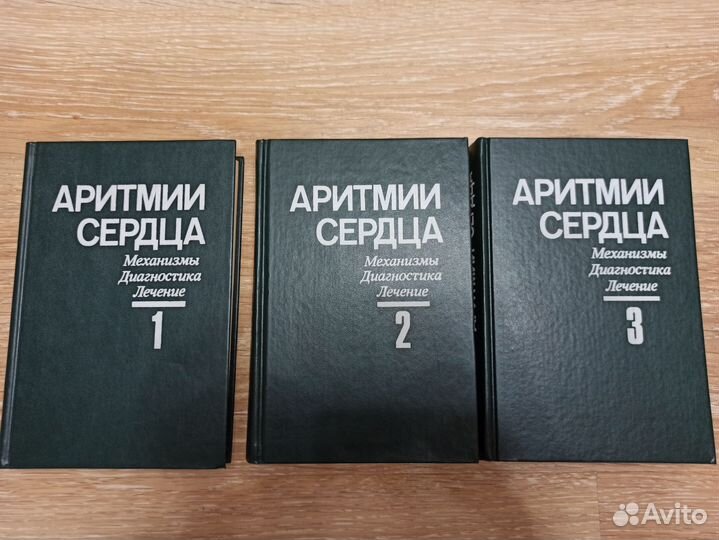 АРИТМИИ
СЕРДЦА
Механизмы
Диагностика
Лечение
1
АРИТМИИ
СЕРДЦА
Механизмы
Диагностика
Лечение
2
АРИТМИИ
СЕРДЦА
Механизмы
Диагностика
Лечение
3
Avito